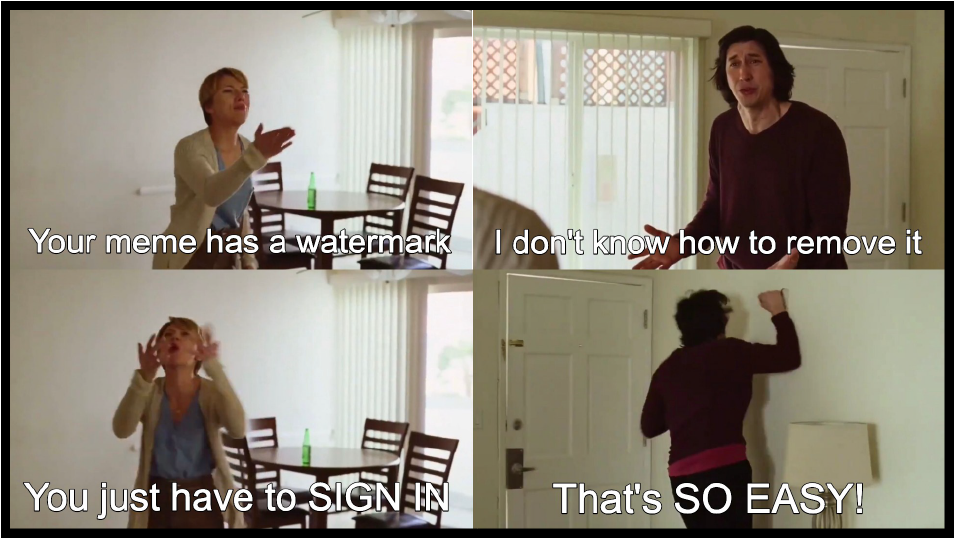 Your meme has a watermark
I don't know how to remove it
You just have to SIGN IN
That's SO EASY!